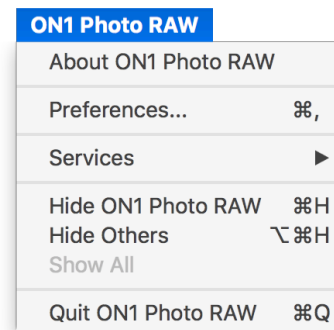 ON1 Photo RAW
About ON1 Photo RAW
Preferences... ⌘,
Services ▶
Hide ON1 Photo RAW ⌘H
Hide Others ⌥⌘H
Show All
Quit ON1 Photo RAW ⌘Q